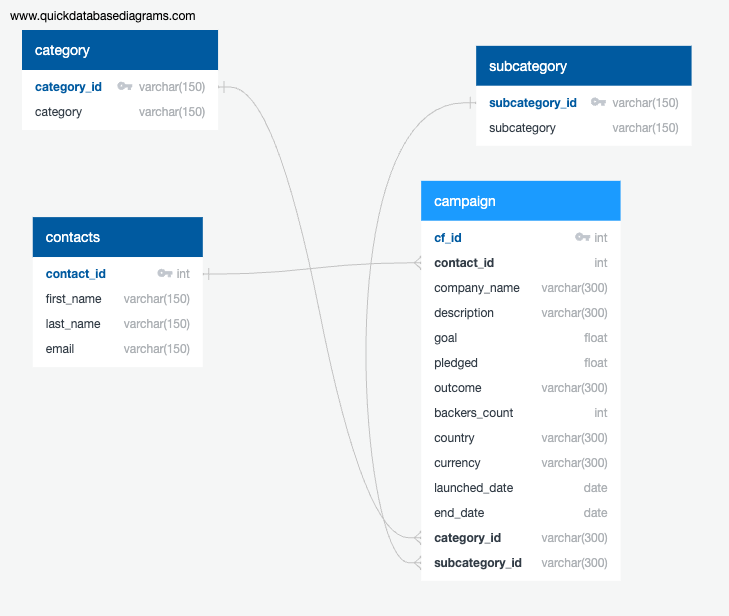 www.quickdatabasediagrams.com
category
category_id varchar(150)
category varchar(150)
subcategory
subcategory_id varchar(150)
subcategory varchar(150)
contacts
contact_id int
first_name varchar(150)
last_name varchar(150)
email varchar(150)
campaign
cf_id int
contact_id int
company_name varchar(300)
description varchar(300)
goal float
pledged float
outcome varchar(300)
backers_count int
country varchar(300)
currency varchar(300)
launched_date date
end_date date
category_id varchar(300)
subcategory_id varchar(300)